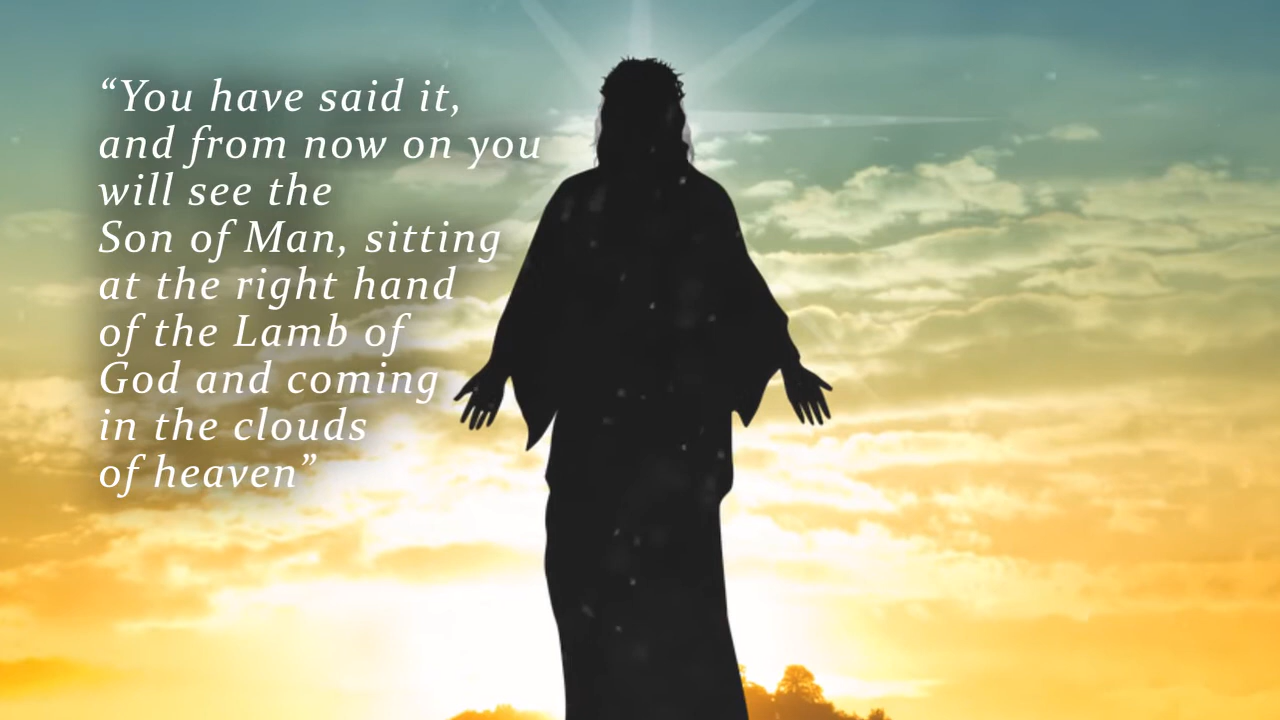 “You have said it,
and from now on you
will see the
Son of Man, sitting
at the right hand
of the Lamb of
God and coming
in the clouds
of heaven”